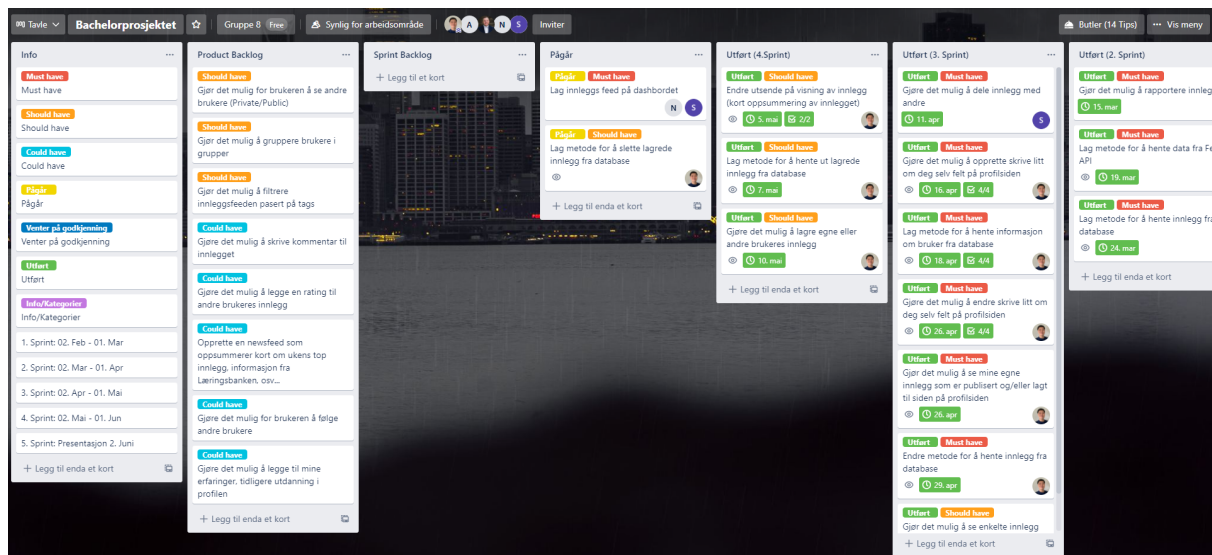 Tavle
Bachelorprosjektet
Gruppe 8 Free
Synlig for arbeidsområde
A
N
S
Inviter
Butler (14 Tips)
Vis meny
Info
Must have
Must have
Should have
Should have
Could have
Could have
Pågår
Pågår
Venter på godkjenning
Venter på godkjenning
Utført
Utført
Info/Kategorier
Info/Kategorier
1. Sprint: 02. Feb - 01. Mar
2. Sprint: 02. Mar - 01. Apr
3. Sprint: 02. Apr - 01. Mai
4. Sprint: 02. Mai - 01. Jun
5. Sprint: Presentasjon 2. Juni
+ Legg til enda et kort
Product Backlog
Should have
Gjør det mulig for brukeren å se andre
brukere (Private/Public)
Should have
Gjør det mulig å gruppere brukere i
grupper
Should have
Gjør det mulig å filtrere
innleggsfeeden pasert på tags
Could have
Gjøre det mulig å skrive kommentar til
innlegget
Could have
Gjøre det mulig å legge en rating til
andre brukeres innlegg
Could have
Opprette en newsfeed som
oppsummerer kort om ukens top
innlegg, informasjon fra
Læringsbanken, osv...
Could have
Gjøre det mulig for brukeren å følge
andre brukere
Could have
Gjøre det mulig å legge til mine
erfaringer, tidligere utdanning i
profilen
+ Legg til enda et kort
Sprint Backlog
+ Legg til et kort
Pågår
Pågår Must have
Lag innleggs feed på dashbordet
N S
Pågår Should have
Lag metode for å slette lagrede
innlegg fra database
+ Legg til enda et kort
Utført (4.Sprint)
Utført Should have
Endre utsende på visning av innlegg
(kort oppsummering av innlegget)
5. mai 2/2
Utført Should have
Lag metode for å hente ut lagrede
innlegg fra database
7. mai
Utført Should have
Gjøre det mulig å lagre egne eller
andre brukeres innlegg
10. mai
+ Legg til enda et kort
Utført (3. Sprint)
Utført Must have
Gjøre det mulig å dele innlegg med
andre
11. apr
S
Utført Must have
Gjøre det mulig å opprette skrive litt
om deg selv felt på profilsiden
16. apr 4/4
Utført Must have
Lag metode for å hente informasjon
om bruker fra database
18. apr 4/4
Utført Must have
Gjøre det mulig å endre skrive litt om
deg selv felt på profilsiden
26. apr 4/4
Utført Must have
Gjør det mulig å se mine egne
innlegg som er publisert og/eller lagt
til siden på profilsiden
26. apr
Utført Must have
Endre metode for å hente innlegg fra
database
29. apr
Utført Should have
Gjør det mulig å se enkelte innlegg
+ Legg til enda et kort
Utført (2. Sprint)
Utført Must have
Gjør det mulig å rapportere innleg
15. mar
Utført Must have
Lag metode for å hente data fra Fe
API
19. mar
Utført Must have
Lag metode for å hente innlegg fra
database
24. mar
+ Legg til enda et kort